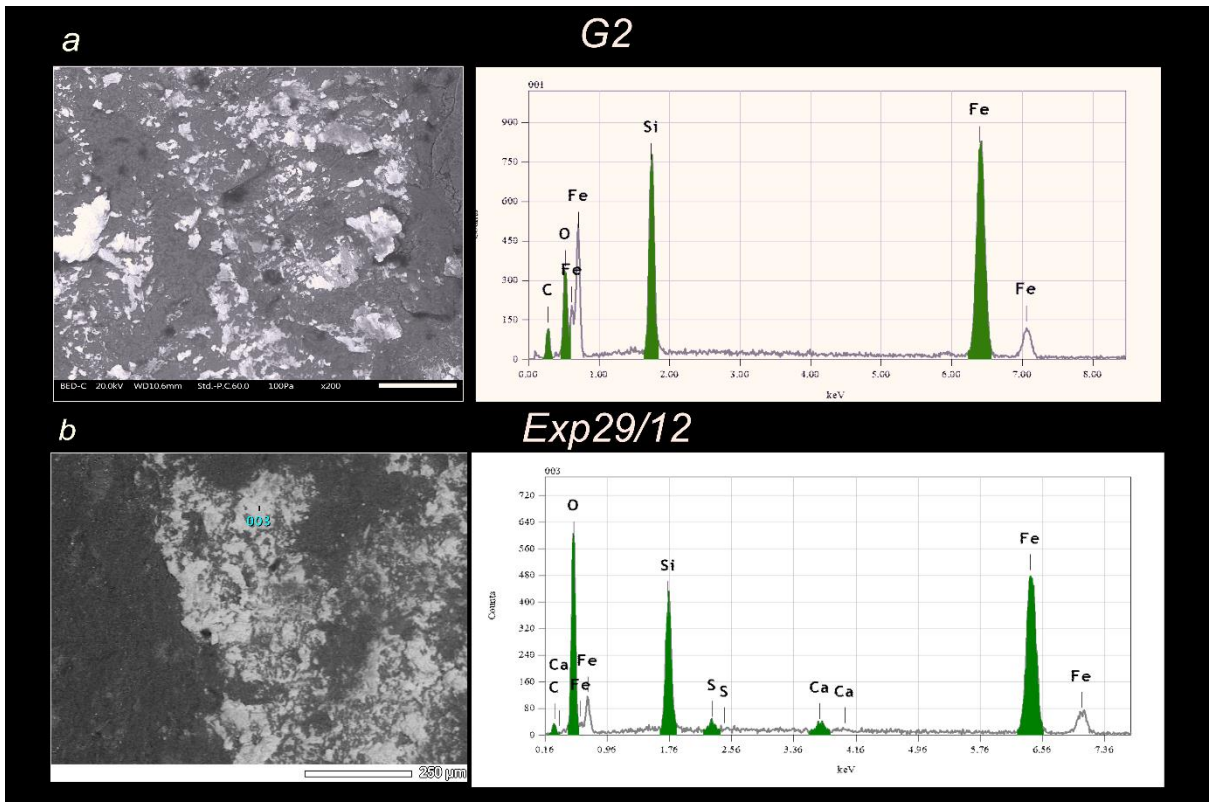 a
G2
001
900
750
600
450
300
150
0
C
O
Fe
Fe
Si
Fe
Fe
0.00 1.00 2.00 3.00 4.00 5.00 6.00 7.00 8.00
keV
BED-C 20.0kV WD10.6mm Std.-P.C.60.0 100Pa x200
b
Exp29/12
003
250 µm
003
Counts
720
640
560
480
400
320
240
160
80
0
O
Ca
C
Fe
Fe
Si
S
S
Ca
Ca
Fe
Fe
0.16 0.96 1.76 2.56 3.36 4.16 4.96 5.76 6.56 7.36
keV